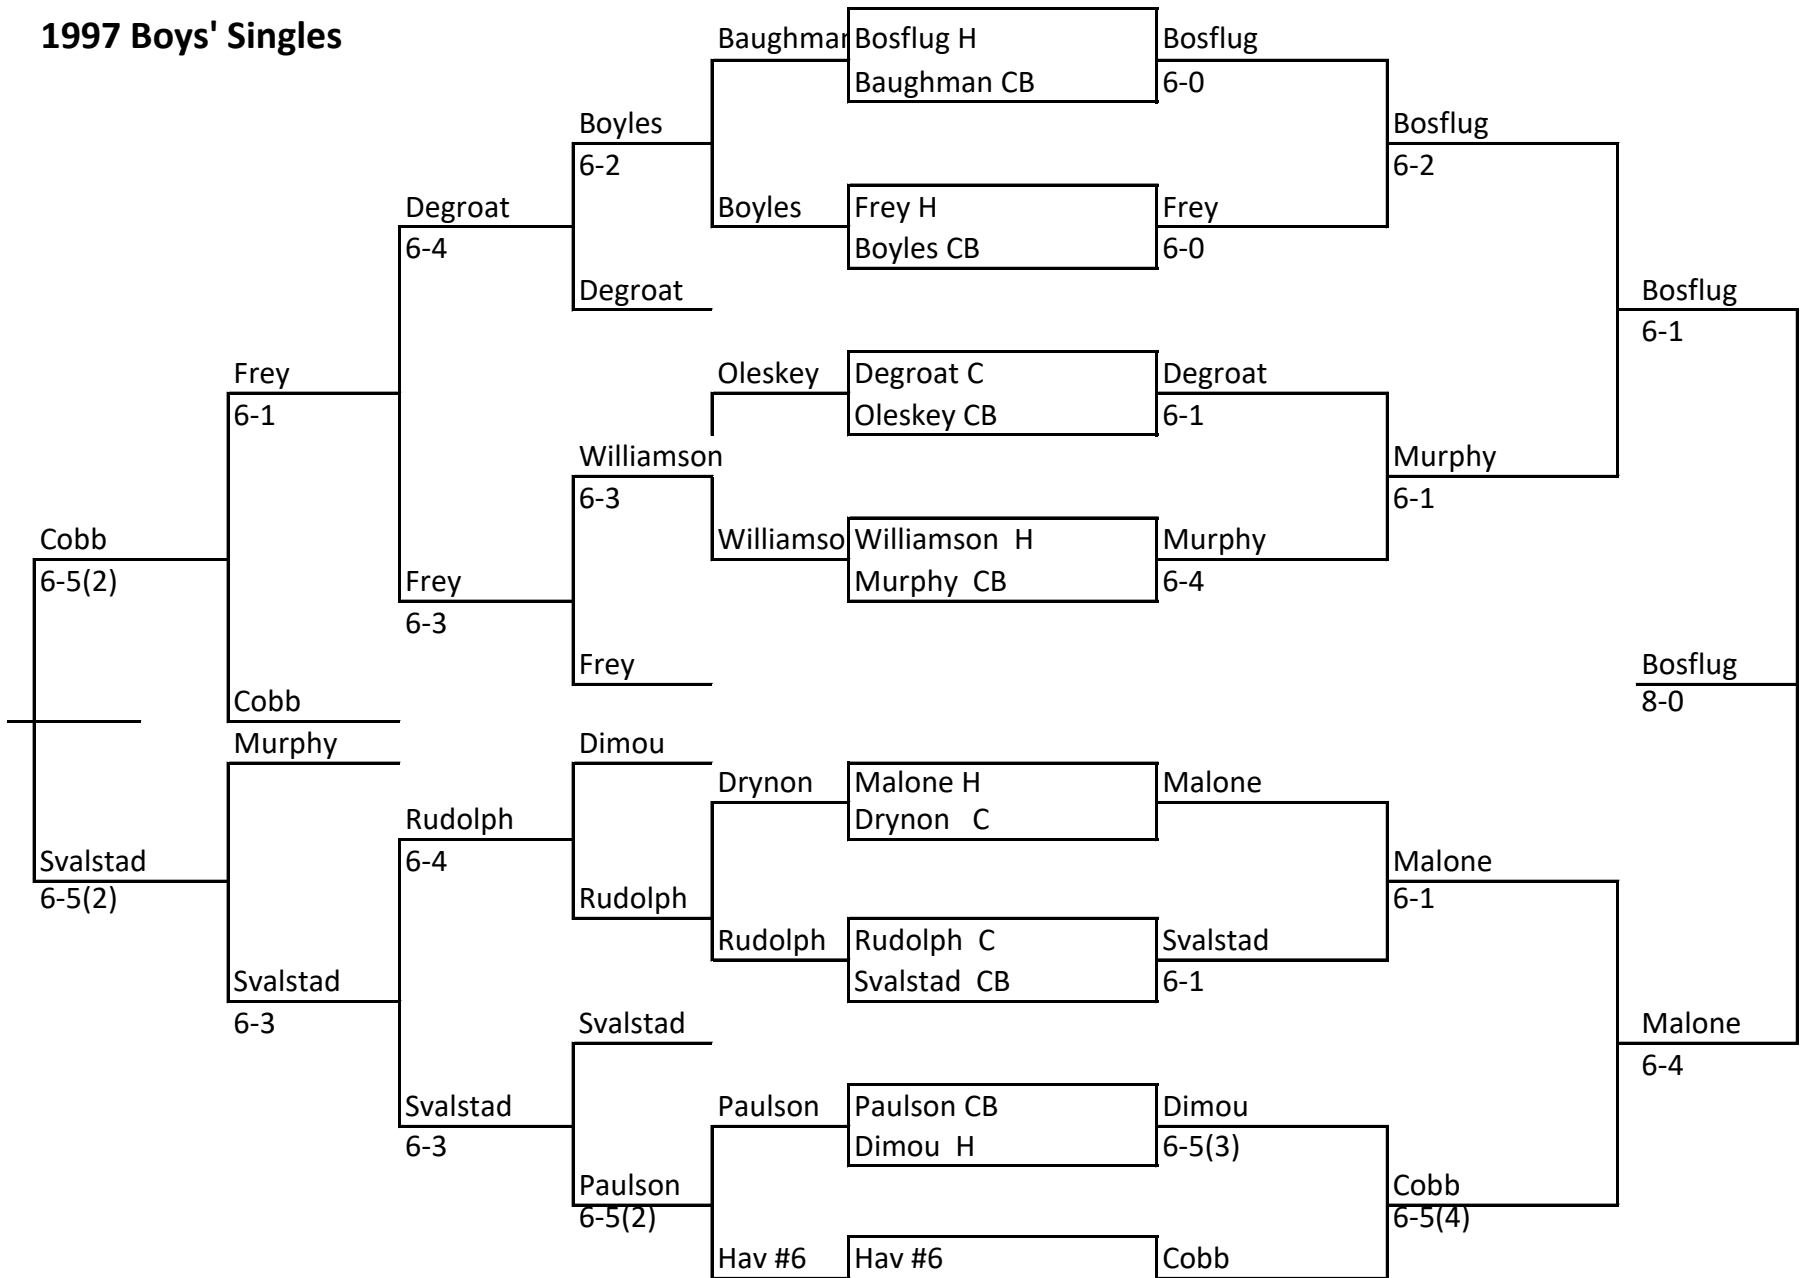 1997 Boys' Singles
Baughman
Bosflug H
Bosflug
Baughman CB
6-0
Boyles
Bosflug
6-2
6-2
Degroat
Boyles
Frey H
Frey
6-4
Boyles CB
6-0
Degroat
Bosflug
6-1
Frey
Oleskey
Degroat C
Degroat
6-1
Oleskey CB
6-1
Williamson
Murphy
6-3
6-1
Cobb
Williamso
Williamson H
Murphy
6-5(2)
Frey
Murphy CB
6-4
6-3
Frey
Bosflug
Cobb
8-0
Murphy
Dimou
Drynon
Malone H
Malone
Rudolph
Drynon C
Svalstad
6-4
Malone
6-5(2)
Rudolph
6-1
Rudolph
Rudolph C
Svalstad
Svalstad
Svalstad CB
6-1
6-3
Svalstad
Malone
6-4
Svalstad
Paulson
Paulson CB
Dimou
6-3
Dimou H
6-5(3)
Paulson
Cobb
6-5(2)
6-5(4)
Hav #6
Hav #6
Cobb